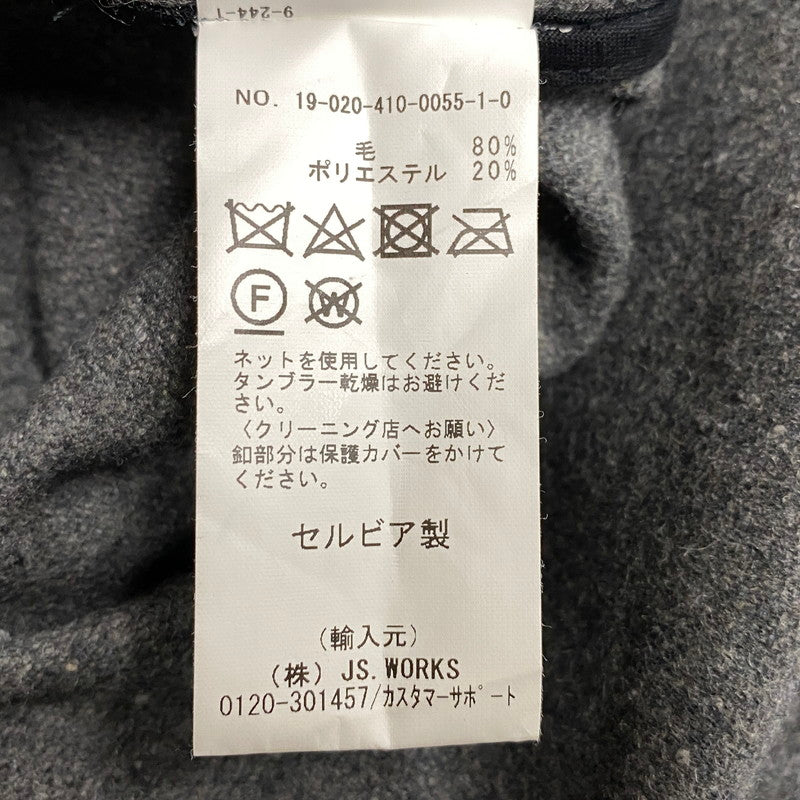 9-244-1
NO. 19-020-410-0055-1-0
毛 80%
ポリエステル 20%
F W
ネットを使用してください。
タンブラー乾燥はお避けくだ
さい。
〈クリーニング店へお願い〉
釦部分は保護カバーをかけて
ください。
セルビア製
(輸入元)
(株) JS.WORKS
0120-301457/ｶｽﾀﾏｰｻﾎﾟｰﾄ